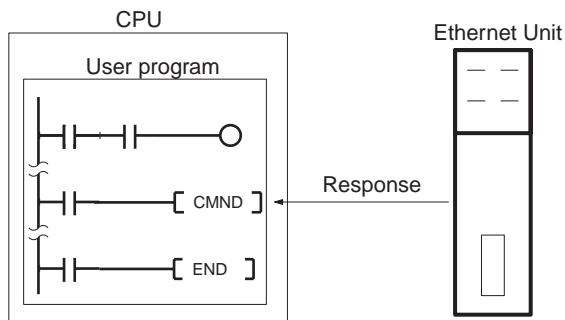 CPU
Ethernet Unit
User program
Response
CMND
END